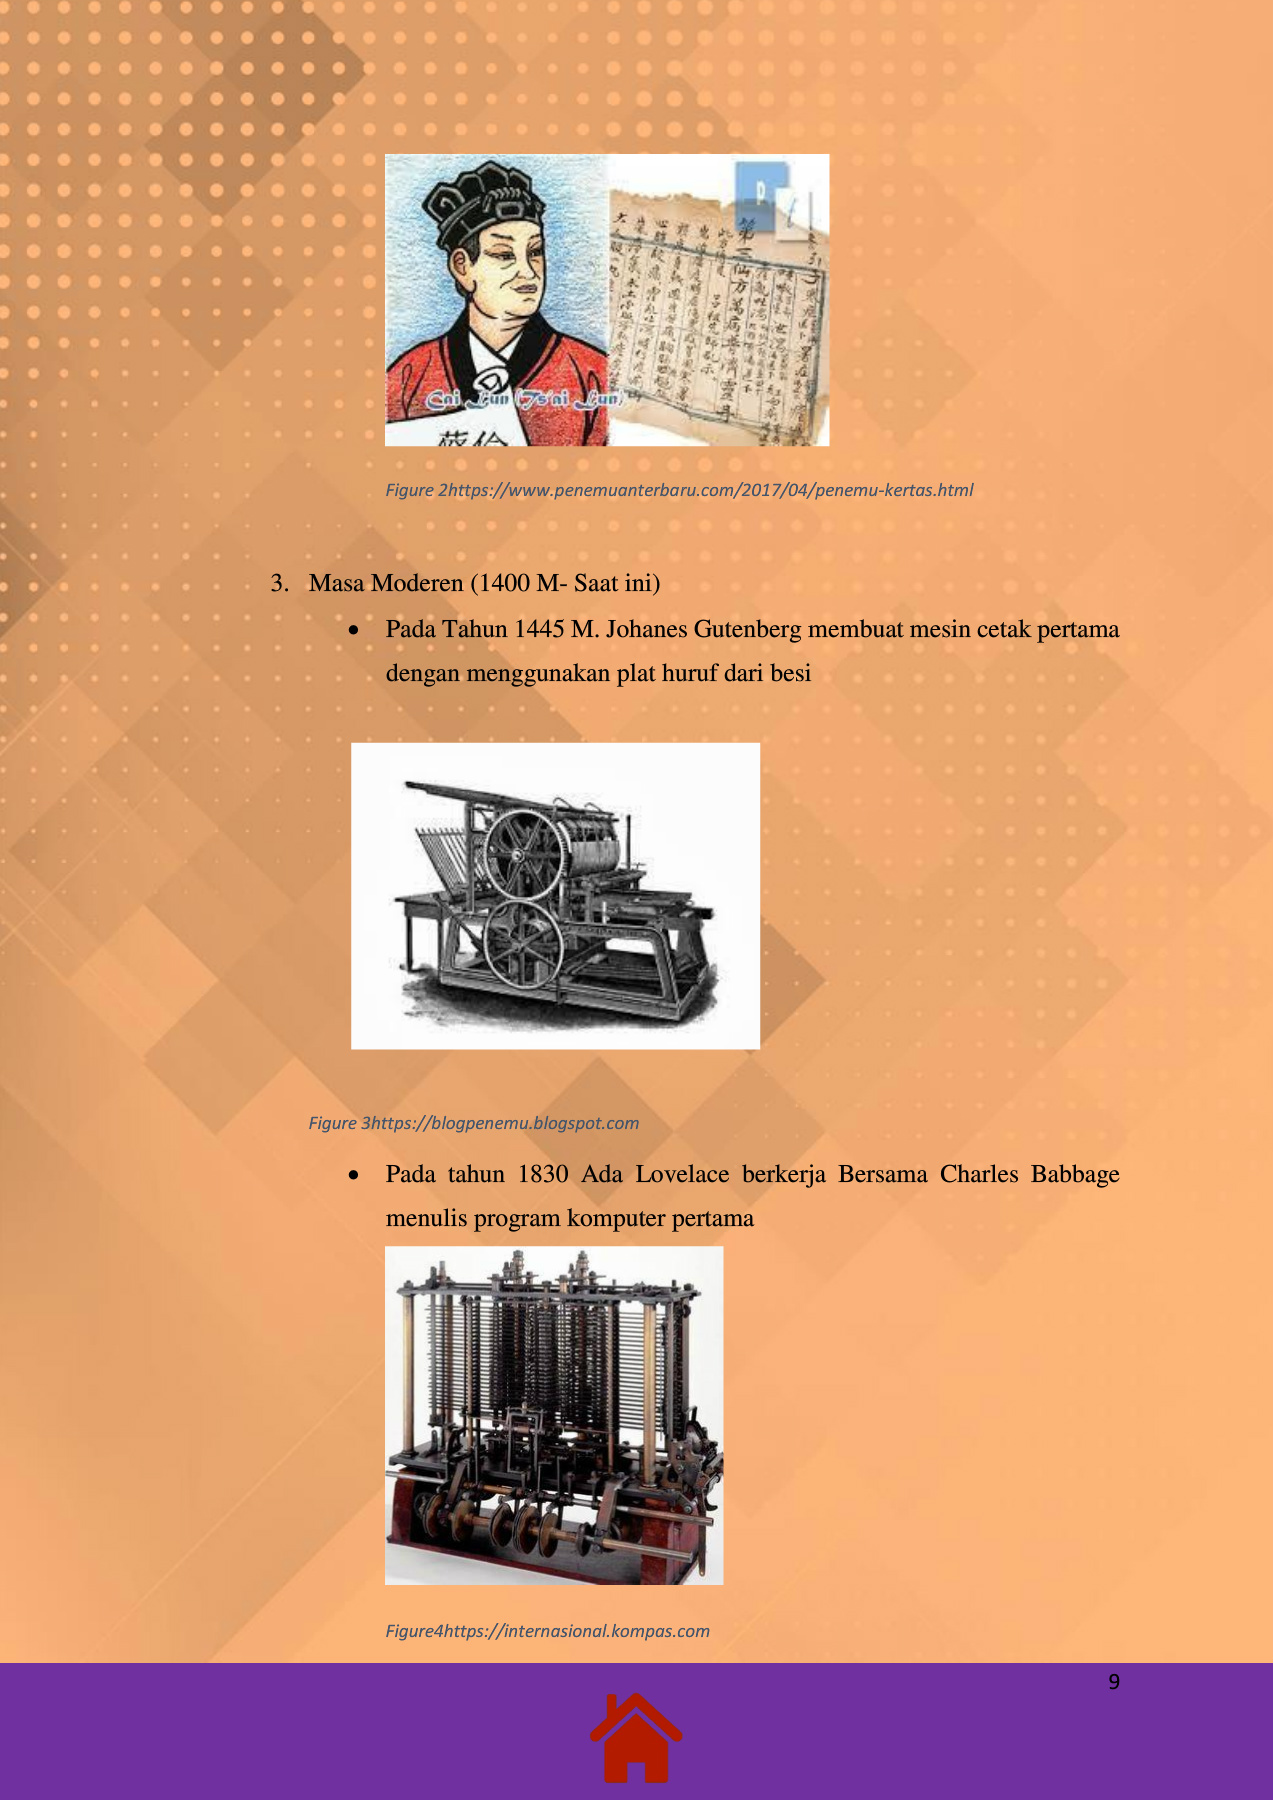 Cai Lun (Ts'ai Lun)
蔡倫
Figure 2https://www.penemuanterbaru.com/2017/04/penemu-kertas.html
3. Masa Moderen (1400 M- Saat ini)
• Pada Tahun 1445 M. Johanes Gutenberg membuat mesin cetak pertama
dengan menggunakan plat huruf dari besi
Figure 3https://blogpenemu.blogspot.com
• Pada tahun 1830 Ada Lovelace berkerja Bersama Charles Babbage
menulis program komputer pertama
Figure4https://internasional.kompas.com
9